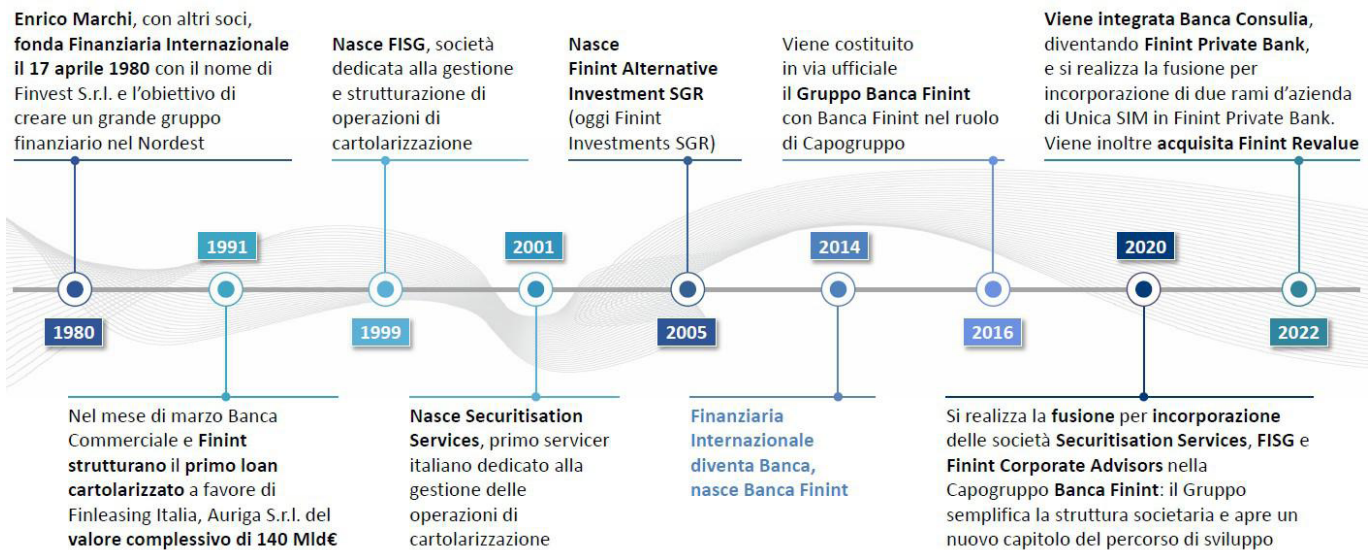 Enrico Marchi, con altri soci,
fonda Finanziaria Internazionale
il 17 aprile 1980 con il nome di
Finvest S.r.l. e l'obiettivo di
creare un grande gruppo
finanziario nel Nordest
Nasce FISG, società
dedicata alla gestione
e strutturazione di
operazioni di
cartolarizzazione
Nasce
Finint Alternative
Investment SGR
(oggi Finint
Investments SGR)
Viene costituito
in via ufficiale
il Gruppo Banca Finint
con Banca Finint nel ruolo
di Capogruppo
Viene integrata Banca Consulia,
diventando Finint Private Bank,
e si realizza la fusione per
incorporazione di due rami d'azienda
di Unica SIM in Finint Private Bank.
Viene inoltre acquisita Finint Revalue
1991
2001
2014
2020
1980
1999
2005
2016
2022
Nel mese di marzo Banca
Commerciale e Finint
strutturano il primo loan
cartolarizzato a favore di
Finleasing Italia, Auriga S.r.l. del
valore complessivo di 140 Mld€
Nasce Securitisation
Services, primo servicer
italiano dedicato alla
gestione delle
operazioni di
cartolarizzazione
Finanziaria
Internazionale
diventa Banca,
nasce Banca Finint
Si realizza la fusione per incorporazione
delle società Securitisation Services, FISG e
Finint Corporate Advisors nella
Capogruppo Banca Finint: il Gruppo
semplifica la struttura societaria e apre un
nuovo capitolo del percorso di sviluppo